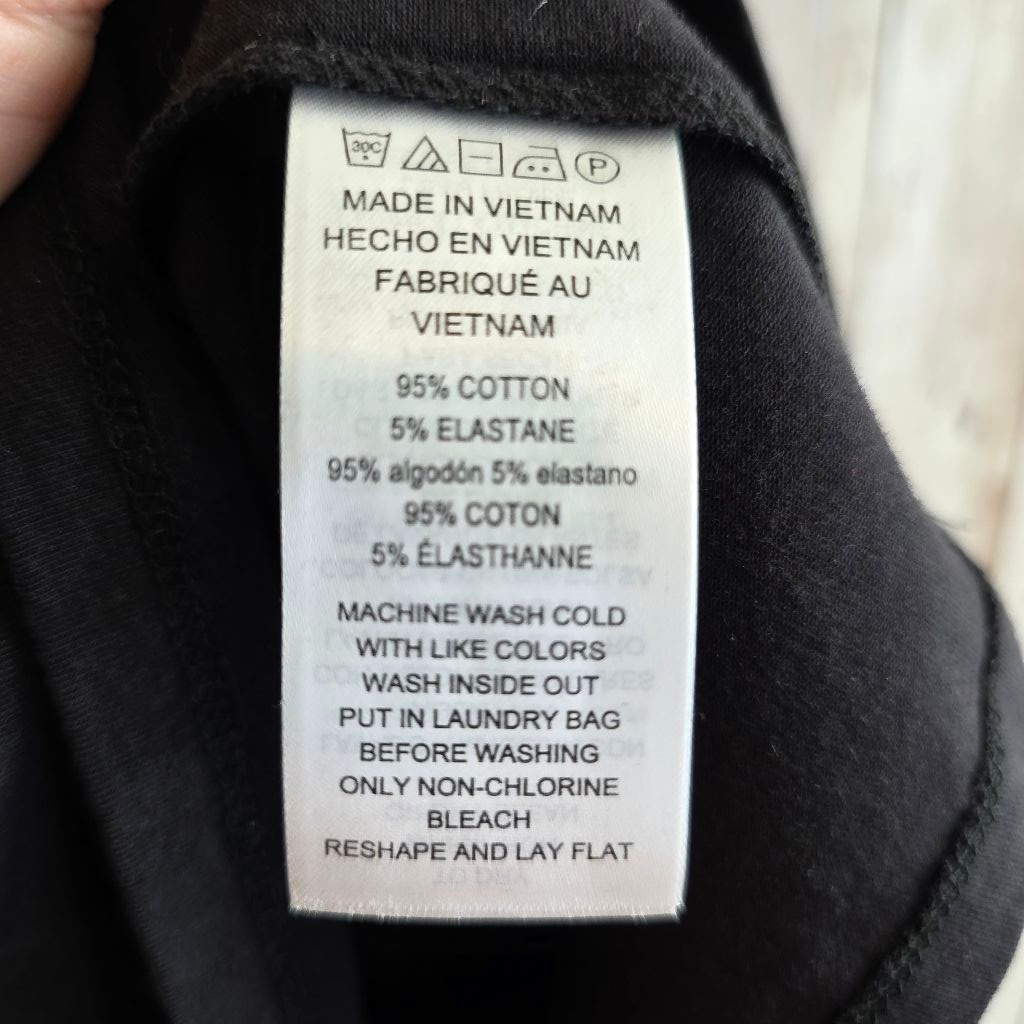 30C
P
MADE IN VIETNAM
HECHO EN VIETNAM
FABRIQUÉ AU
VIETNAM
95% COTTON
5% ELASTANE
95% algodón 5% elastano
95% COTON
5% ÉLASTHANNE
MACHINE WASH COLD
WITH LIKE COLORS
WASH INSIDE OUT
PUT IN LAUNDRY BAG
BEFORE WASHING
ONLY NON-CHLORINE
BLEACH
RESHAPE AND LAY FLAT